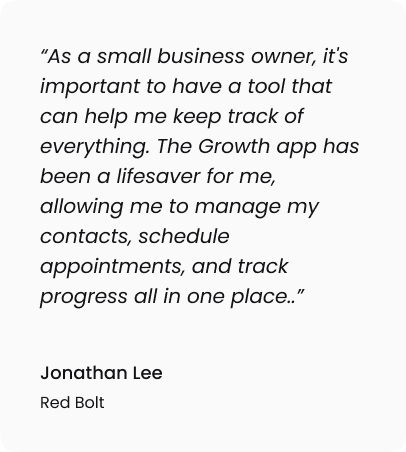 “As a small business owner, it's
important to have a tool that
can help me keep track of
everything. The Growth app has
been a lifesaver for me,
allowing me to manage my
contacts, schedule
appointments, and track
progress all in one place..”
Jonathan Lee
Red Bolt